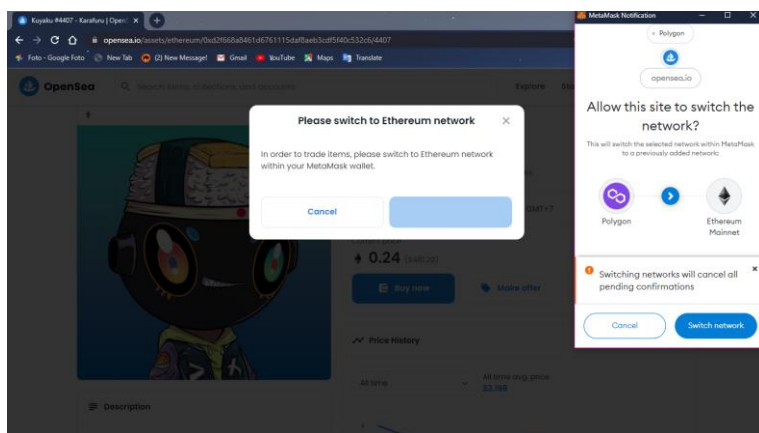 Kuyaku #4407 - Karafuru | Open
opensea.io/assets/ethereum/0xd2f668a8461d6761115daf8aeb3cdf5f40c532c6/4407
Foto - Google Foto
New Tab
(2) New Message!
Gmail
YouTube
Maps
Translate
OpenSea
Search items, collections, and accounts
Explore
Please switch to Ethereum network
In order to trade items, please switch to Ethereum network
within your MetaMask wallet.
Cancel
Current price
0.24
Buy now
Make offer
Price History
All time
All time avg. price
Description
MetaMask Notification
Polygon
opensea.io
Allow this site to switch the
network?
This will switch the selected network within MetaMask
to a previously added network:
Polygon
Ethereum
Mainnet
Switching networks will cancel all
pending confirmations
Cancel
Switch network